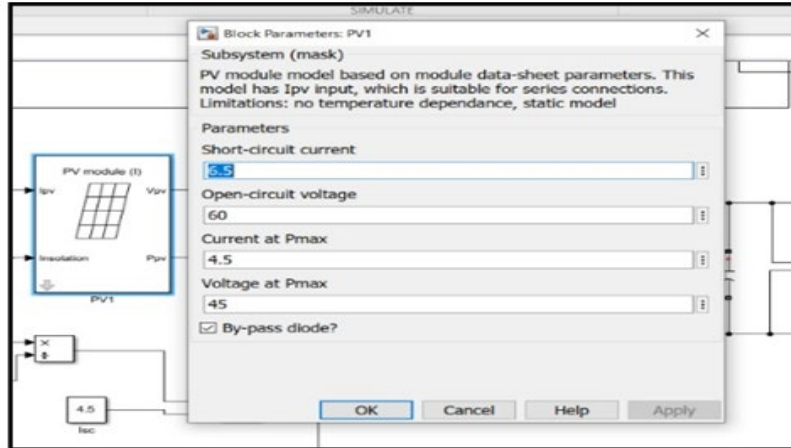 SIMULATE
Block Parameters: PV1
Subsystem (mask)
PV module model based on module data-sheet parameters. This
model has Ipv input, which is suitable for series connections.
Limitations: no temperature dependance, static model
Parameters
Short-circuit current
6.5
Open-circuit voltage
60
Current at Pmax
4.5
Voltage at Pmax
45
By-pass diode?
OK Cancel Help Apply
PV module (I)
Ipv Vpv
Insolation Ppv
PV1
×
÷
4.5
Isc